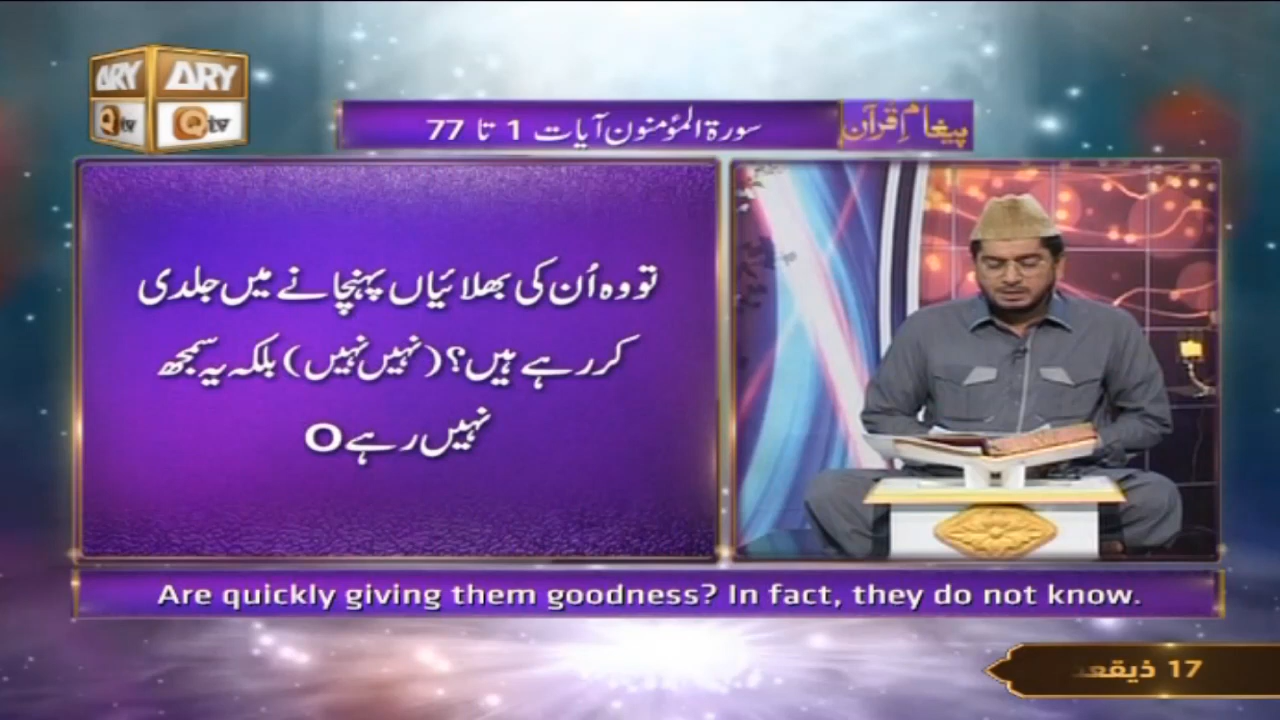 ARY ARY
Qtv Qtv
پیغامِ قرآن
سورۃ المؤمنون آیات 1 تا 77
تو وہ اُن کی بھلائیاں پہنچانے میں جلدی
کر رہے ہیں؟ (نہیں نہیں) بلکہ یہ سمجھ
نہیں رہے O
Are quickly giving them goodness? In fact, they do not know.
17 ذیقعد